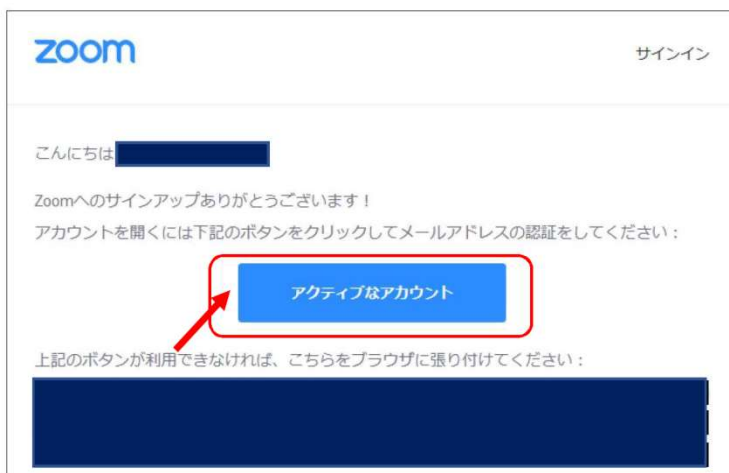 zoom
サインイン
こんにちは
Zoomへのサインアップありがとうございます！
アカウントを開くには下記のボタンをクリックしてメールアドレスの認証をしてください：
アクティブなアカウント
上記のボタンが利用できなければ、こちらをブラウザに張り付けてください：